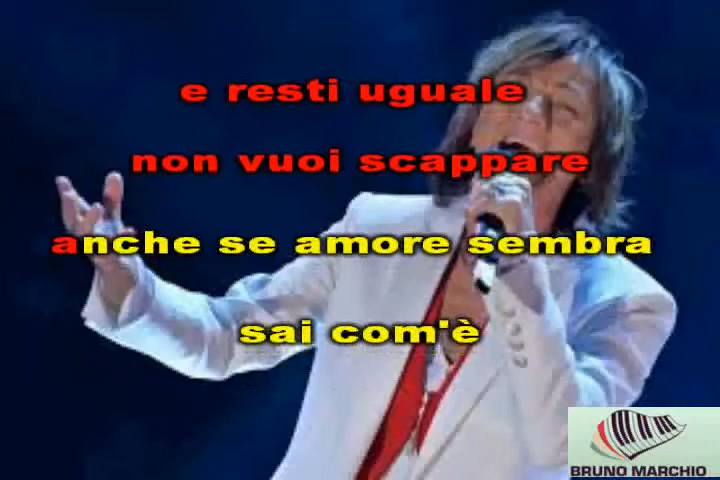 e resti uguale
non vuoi scappare
anche se amore sembra
sai com'è
BRUNO MARCHIO